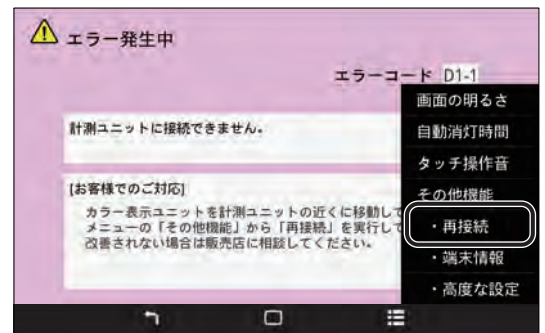 エラー発生中
エラーコード D1-1
計測ユニットに接続できません。
[お客様でのご対応]
カラー表示ユニットを計測ユニットの近くに移動して
メニューの「その他機能」から「再接続」を実行して
改善されない場合は販売店に相談してください。
画面の明るさ
自動消灯時間
タッチ操作音
その他機能
・再接続
・端末情報
・高度な設定